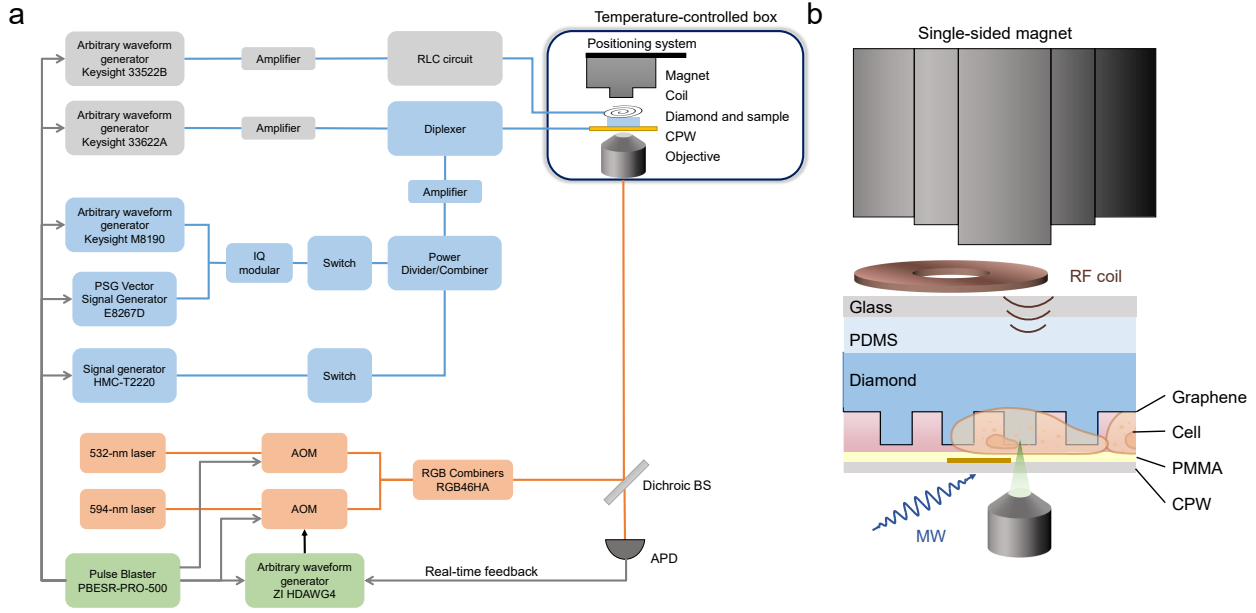 a
Temperature-controlled box
Positioning system
Magnet
Coil
Diamond and sample
CPW
Objective
Arbitrary waveform
generator
Keysight 33522B
Amplifier
RLC circuit
Arbitrary waveform
generator
Keysight 33622A
Amplifier
Diplexer
Amplifier
Arbitrary waveform
generator
Keysight M8190
PSG Vector
Signal Generator
E8267D
IQ
modular
Switch
Power
Divider/Combiner
Signal generator
HMC-T2220
Switch
532-nm laser
AOM
594-nm laser
AOM
RGB Combiners
RGB46HA
Dichroic BS
APD
Pulse Blaster
PBESR-PRO-500
Arbitrary waveform
generator
ZI HDAWG4
Real-time feedback
b
Single-sided magnet
RF coil
Glass
PDMS
Diamond
Graphene
Cell
PMMA
CPW
MW